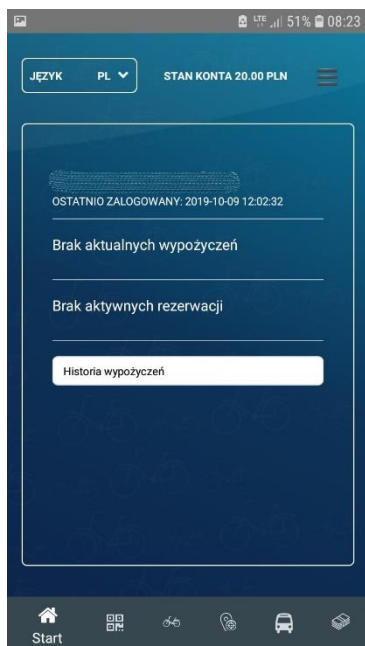 LTE 51% 08:23
JĘZYK PL STAN KONTA 20.00 PLN
OSTATNIO ZALOGOWANY: 2019-10-09 12:02:32
Brak aktualnych wypożyczeń
Brak aktywnych rezerwacji
Historia wypożyczeń
Start